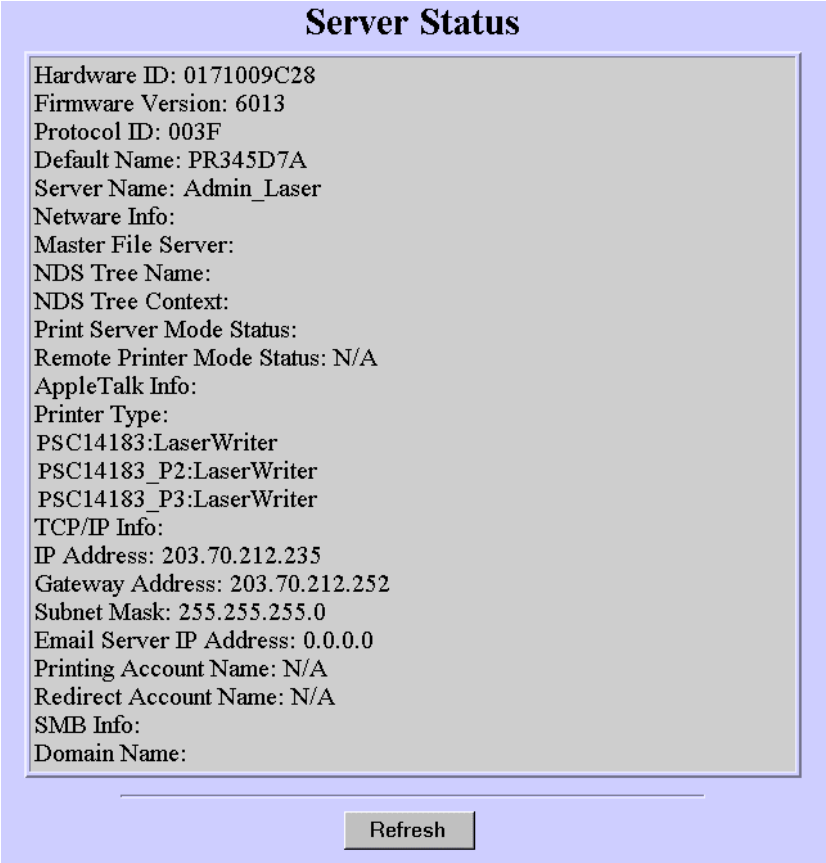 Server Status
Hardware ID: 0171009C28
Firmware Version: 6013
Protocol ID: 003F
Default Name: PR345D7A
Server Name: Admin_Laser
Netware Info:
Master File Server:
NDS Tree Name:
NDS Tree Context:
Print Server Mode Status:
Remote Printer Mode Status: N/A
AppleTalk Info:
Printer Type:
PSC14183:LaserWriter
PSC14183_P2:LaserWriter
PSC14183_P3:LaserWriter
TCP/IP Info:
IP Address: 203.70.212.235
Gateway Address: 203.70.212.252
Subnet Mask: 255.255.255.0
Email Server IP Address: 0.0.0.0
Printing Account Name: N/A
Redirect Account Name: N/A
SMB Info:
Domain Name:
Refresh